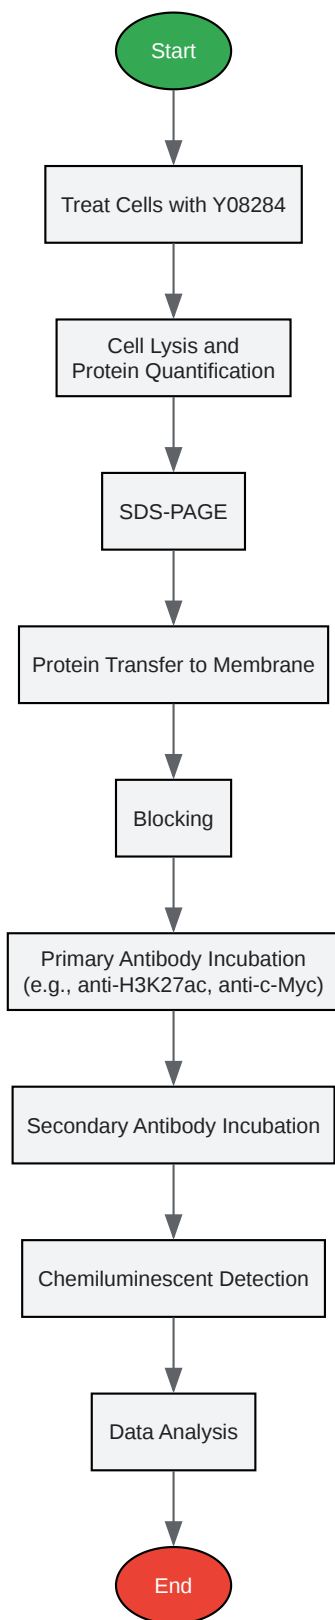 Start
Treat Cells with Y08284
Cell Lysis and
Protein Quantification
SDS-PAGE
Protein Transfer to Membrane
Blocking
Primary Antibody Incubation
(e.g., anti-H3K27ac, anti-c-Myc)
Secondary Antibody Incubation
Chemiluminescent Detection
Data Analysis
End